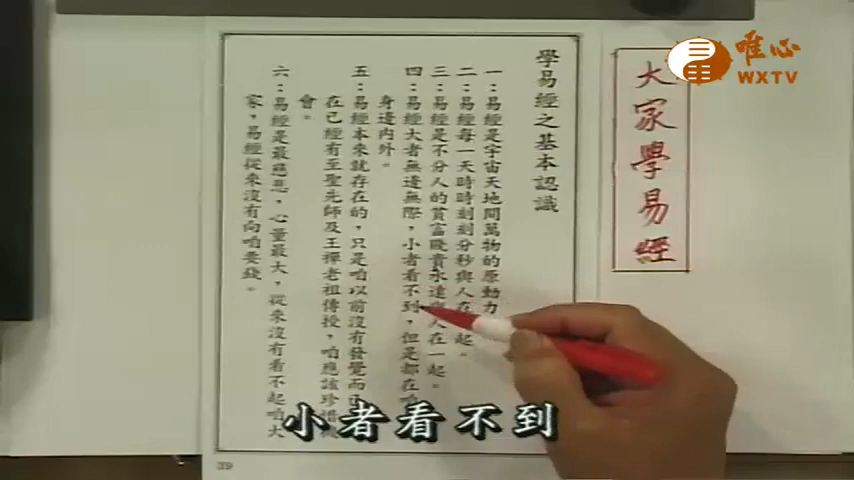 唯心
WXTV
大家學易經
學易經之基本認識
一：易經是宇宙天地間萬物的原動力
二：易經每一天時時刻刻分秒與人在一起。
三：易經是不分人的貧富賤貴永遠與人在一起。
四：易經大者無邊無際，小者看不到，但是都在咱
身邊內外。
五：易經本來就存在的，只是咱以前沒有發覺而已
在已經有至聖先師及王禪老祖傳授，咱應該珍惜
會。
六：易經是最慈悲，心量最大，從來沒有看不起咱大
家，易經從來沒有向咱要錢。
39
小者看不到